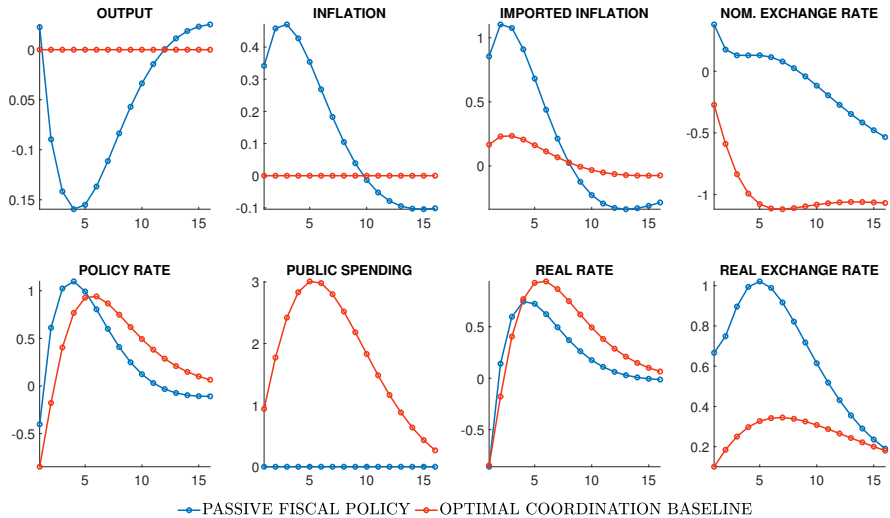 OUTPUT INFLATION IMPORTED INFLATION NOM. EXCHANGE RATE
0 0.05 -0.1 0.15 5 10 15
0.4 0.3 0.2 0.1 0 -0.1 5 10 15
1 0.5 0 5 10 15
0 -0.5 -1 5 10 15
POLICY RATE PUBLIC SPENDING REAL RATE REAL EXCHANGE RATE
1 0.5 0 -0.5 5 10 15
3 2 1 0 5 10 15
0.5 0 -0.5 5 10 15
1 0.8 0.6 0.4 0.2 5 10 15
PASSIVE FISCAL POLICY OPTIMAL COORDINATION BASELINE